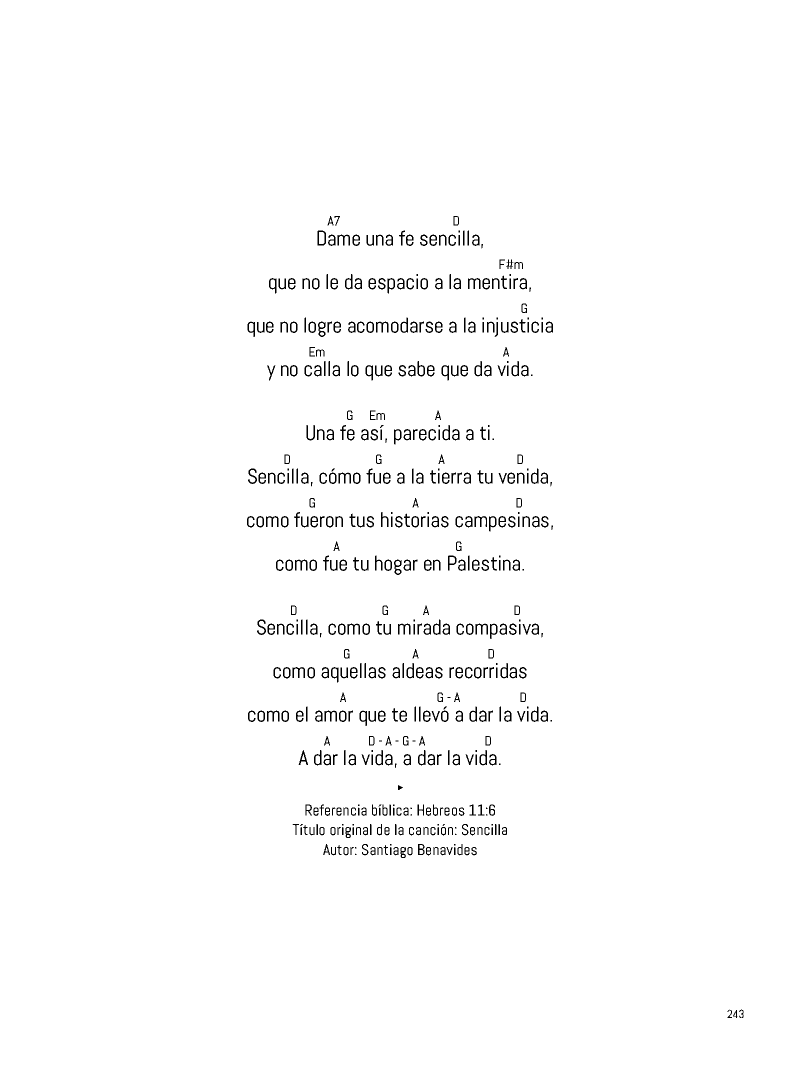 A7 D
Dame una fe sencilla,
F#m
que no le da espacio a la mentira,
G
que no logre acomodarse a la injusticia
Em A
y no calla lo que sabe que da vida.
G Em A
Una fe así, parecida a ti.
D G A D
Sencilla, cómo fue a la tierra tu venida,
G A D
como fueron tus historias campesinas,
A G
como fue tu hogar en Palestina.
D G A D
Sencilla, como tu mirada compasiva,
G A D
como aquellas aldeas recorridas
A G - A D
como el amor que te llevó a dar la vida.
A D - A - G - A D
A dar la vida, a dar la vida.
Referencia bíblica: Hebreos 11:6
Título original de la canción: Sencilla
Autor: Santiago Benavides
243